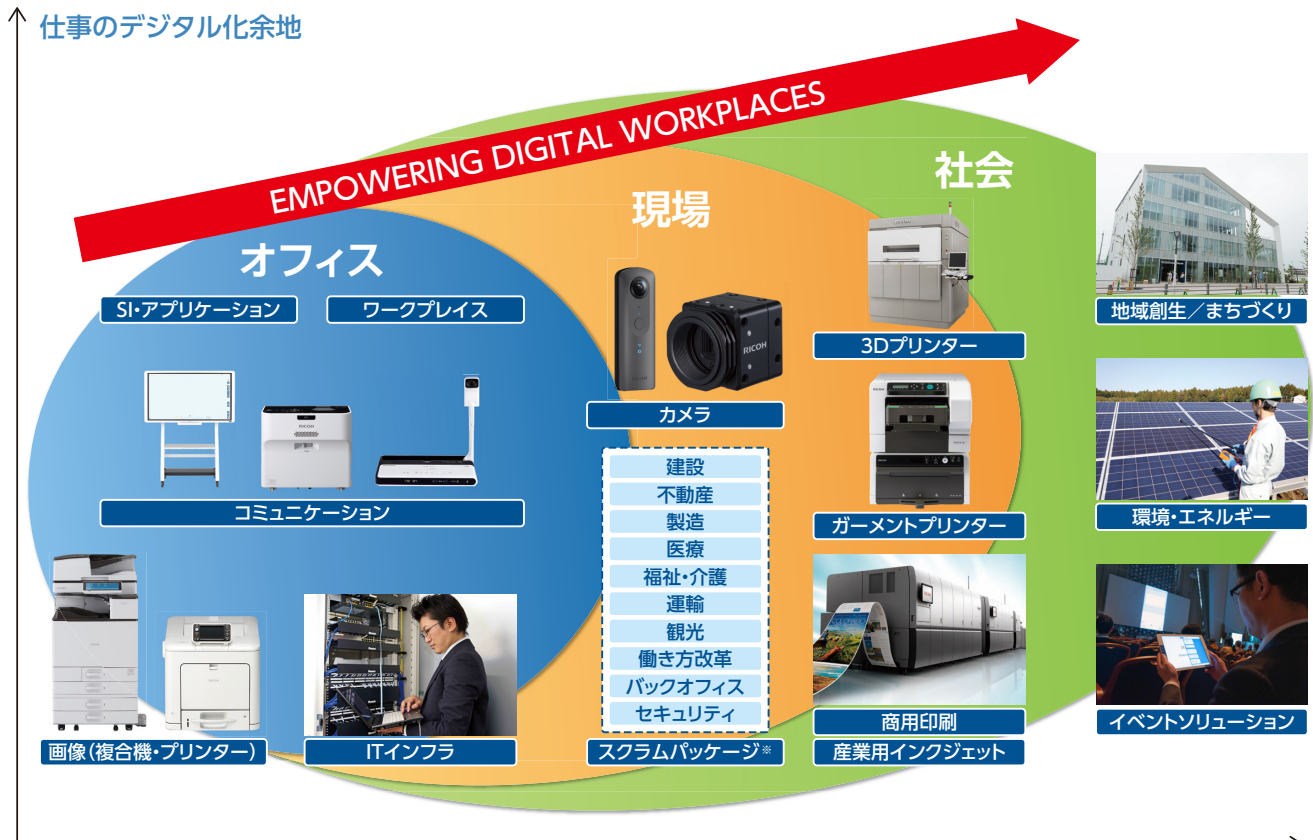 仕事のデジタル化余地
EMPOWERING DIGITAL WORKPLACES
オフィス
現場
社会
SI・アプリケーション
ワークプレイス
コミュニケーション
RICOH
画像（複合機・プリンター）
ITインフラ
RICOH
カメラ
建設
不動産
製造
医療
福祉・介護
運輸
観光
働き方改革
バックオフィス
セキュリティ
スクラムパッケージ※
3Dプリンター
ガーメントプリンター
商用印刷
産業用インクジェット
地域創生／まちづくり
環境・エネルギー
イベントソリューション